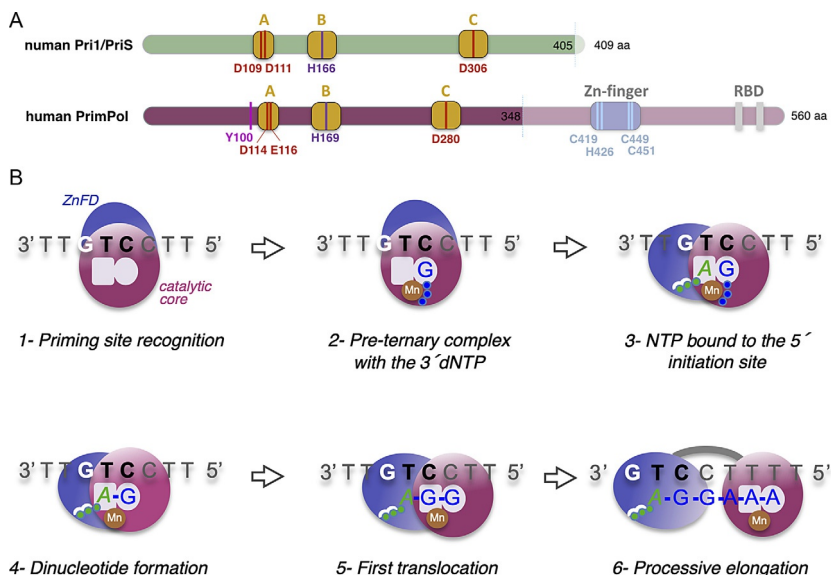 A
A B C
numan Pri1/PriS 405 409 aa
D109 D111 H166 D306
A B C Zn-finger RBD
human PrimPol 348 560 aa
Y100 H169 D280 C419 C449
D114 E116 H426 C451
B
ZnFD
3’ T T G T C C T T 5’
catalytic
core
1- Priming site recognition
3’ T T G T C C T T 5’
G
Mn
2- Pre-ternary complex
with the 3´dNTP
3’ T T G T C C T T 5’
A G
Mn
3- NTP bound to the 5´
initiation site
3’ T T G T C C T T 5’
A-G
Mn
4- Dinucleotide formation
3’ T T G T C C T T 5’
A-G-G
Mn
5- First translocation
3’ G T C C T T T T 5’
A-G-G-A-A-A
Mn
6- Processive elongation